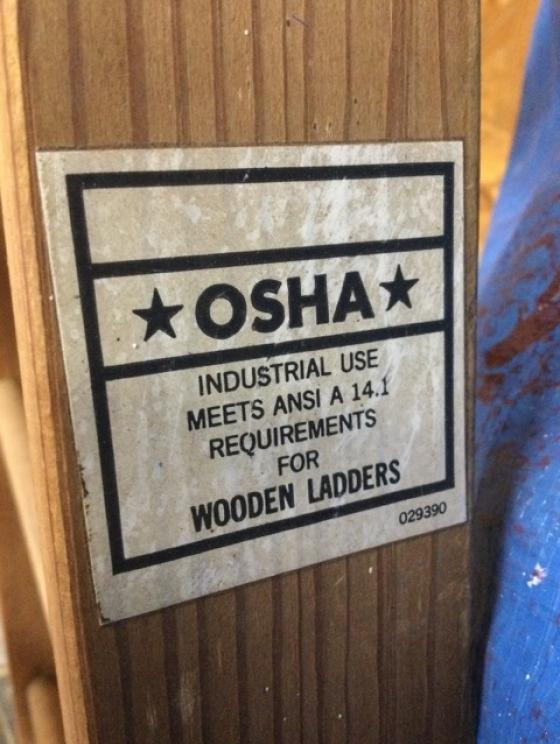 ★ OSHA ★
INDUSTRIAL USE
MEETS ANSI A 14.1
REQUIREMENTS
FOR
WOODEN LADDERS
029390